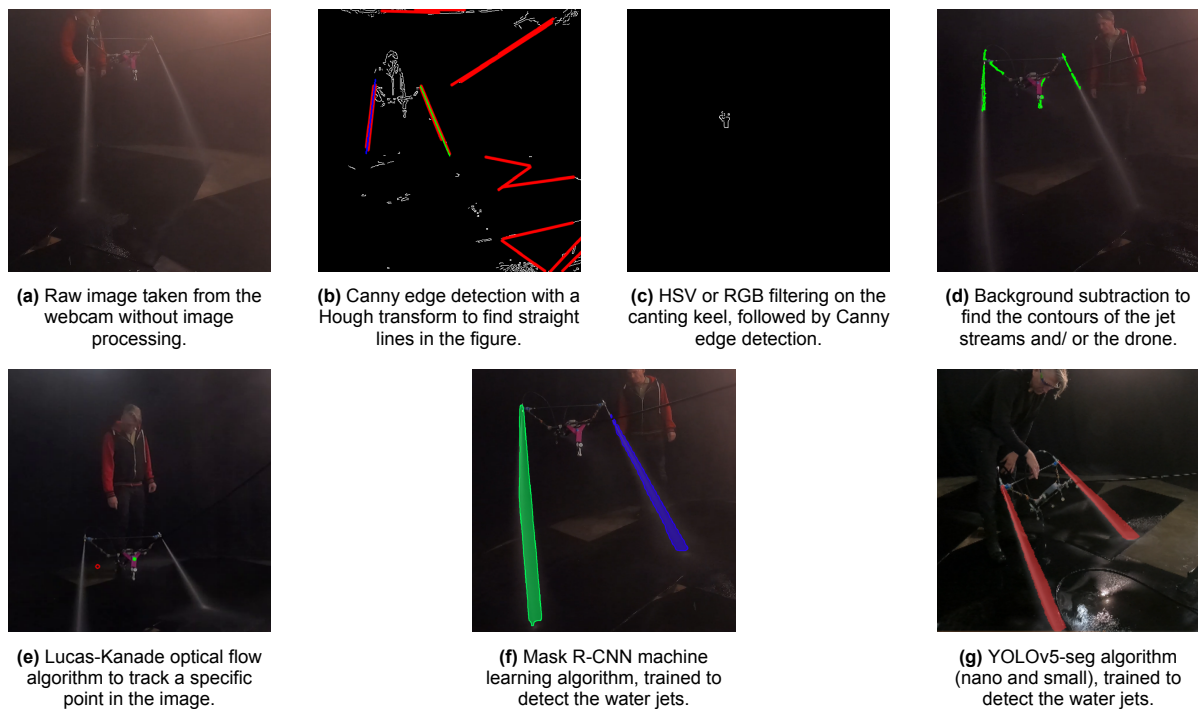 (a) Raw image taken from the
webcam without image
processing.
(b) Canny edge detection with a
Hough transform to find straight
lines in the figure.
(c) HSV or RGB filtering on the
canting keel, followed by Canny
edge detection.
(d) Background subtraction to
find the contours of the jet
streams and/ or the drone.
(e) Lucas-Kanade optical flow
algorithm to track a specific
point in the image.
(f) Mask R-CNN machine
learning algorithm, trained to
detect the water jets.
(g) YOLOv5-seg algorithm
(nano and small), trained to
detect the water jets.